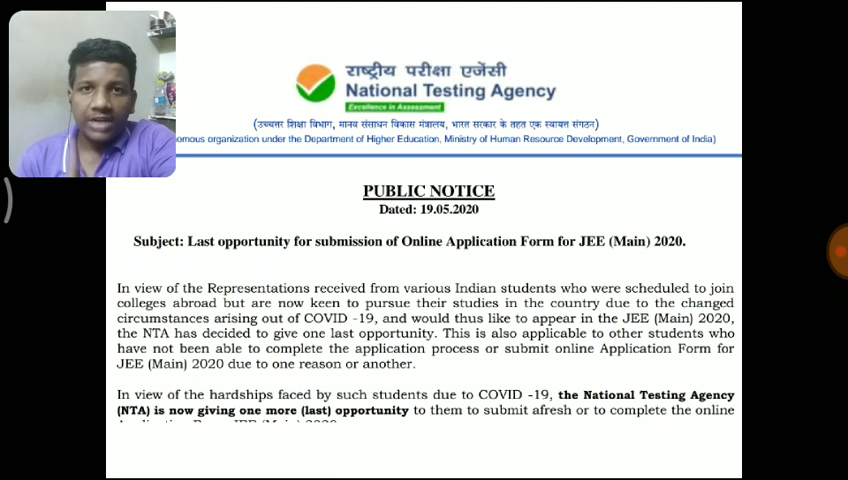 राष्ट्रीय परीक्षा एजेंसी
National Testing Agency
Excellence in Assessment
(उच्चतर शिक्षा विभाग, मानव संसाधन विकास मंत्रालय, भारत सरकार के तहत एक स्वायत्त संगठन)
organization under the Department of Higher Education, Ministry of Human Resource Development, Government of India)
PUBLIC NOTICE
Dated: 19.05.2020
Subject: Last opportunity for submission of Online Application Form for JEE (Main) 2020.
In view of the Representations received from various Indian students who were scheduled to join
colleges abroad but are now keen to pursue their studies in the country due to the changed
circumstances arising out of COVID -19, and would thus like to appear in the JEE (Main) 2020,
the NTA has decided to give one last opportunity. This is also applicable to other students who
have not been able to complete the application process or submit online Application Form for
JEE (Main) 2020 due to one reason or another.
In view of the hardships faced by such students due to COVID -19, the National Testing Agency
(NTA) is now giving one more (last) opportunity to them to submit afresh or to complete the online